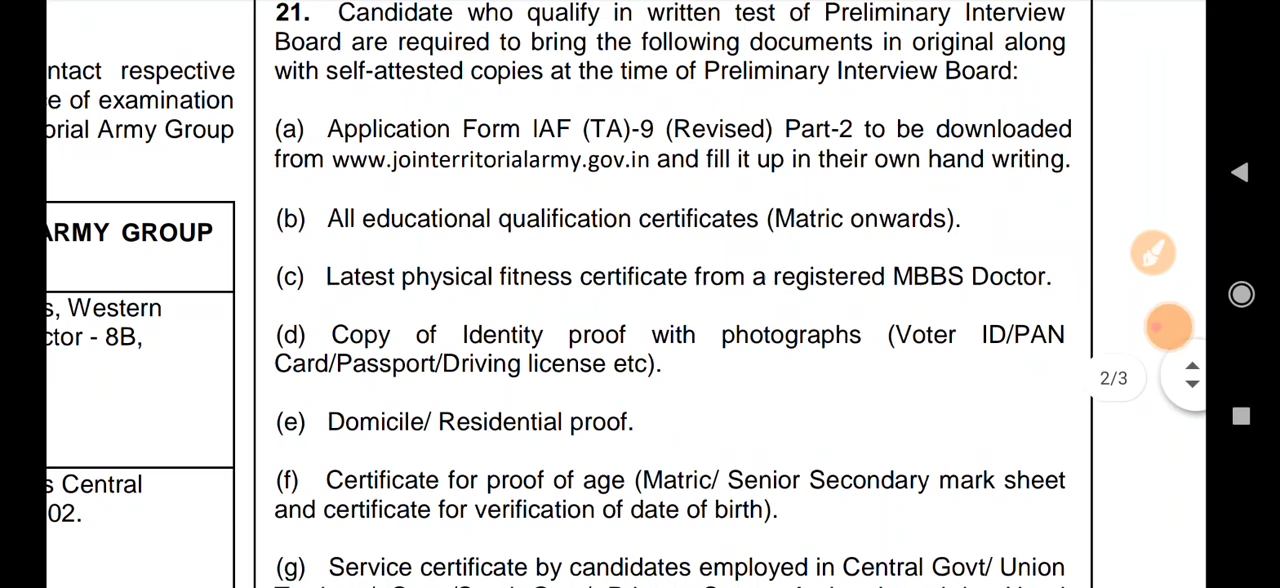 ntact respective
e of examination
orial Army Group
ARMY GROUP
s, Western
ctor - 8B,
s Central
02.
21. Candidate who qualify in written test of Preliminary Interview
Board are required to bring the following documents in original along
with self-attested copies at the time of Preliminary Interview Board:
(a) Application Form IAF (TA)-9 (Revised) Part-2 to be downloaded
from www.jointerritorialarmy.gov.in and fill it up in their own hand writing.
(b) All educational qualification certificates (Matric onwards).
(c) Latest physical fitness certificate from a registered MBBS Doctor.
(d) Copy of Identity proof with photographs (Voter ID/PAN
Card/Passport/Driving license etc).
(e) Domicile/ Residential proof.
(f) Certificate for proof of age (Matric/ Senior Secondary mark sheet
and certificate for verification of date of birth).
(g) Service certificate by candidates employed in Central Govt/ Union
2/3